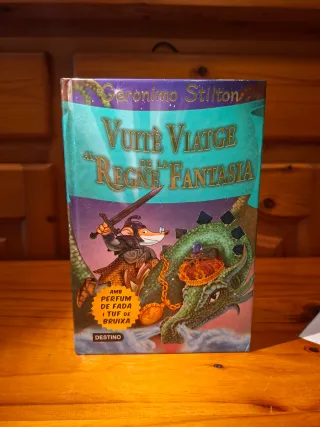 Geronimo Stilton
VUITÈ VIATGE
AL REGNE DE LA FANTASIA
AMB
PERFUM
DE FADA
I TUF DE
BRUIXA
DESTINO